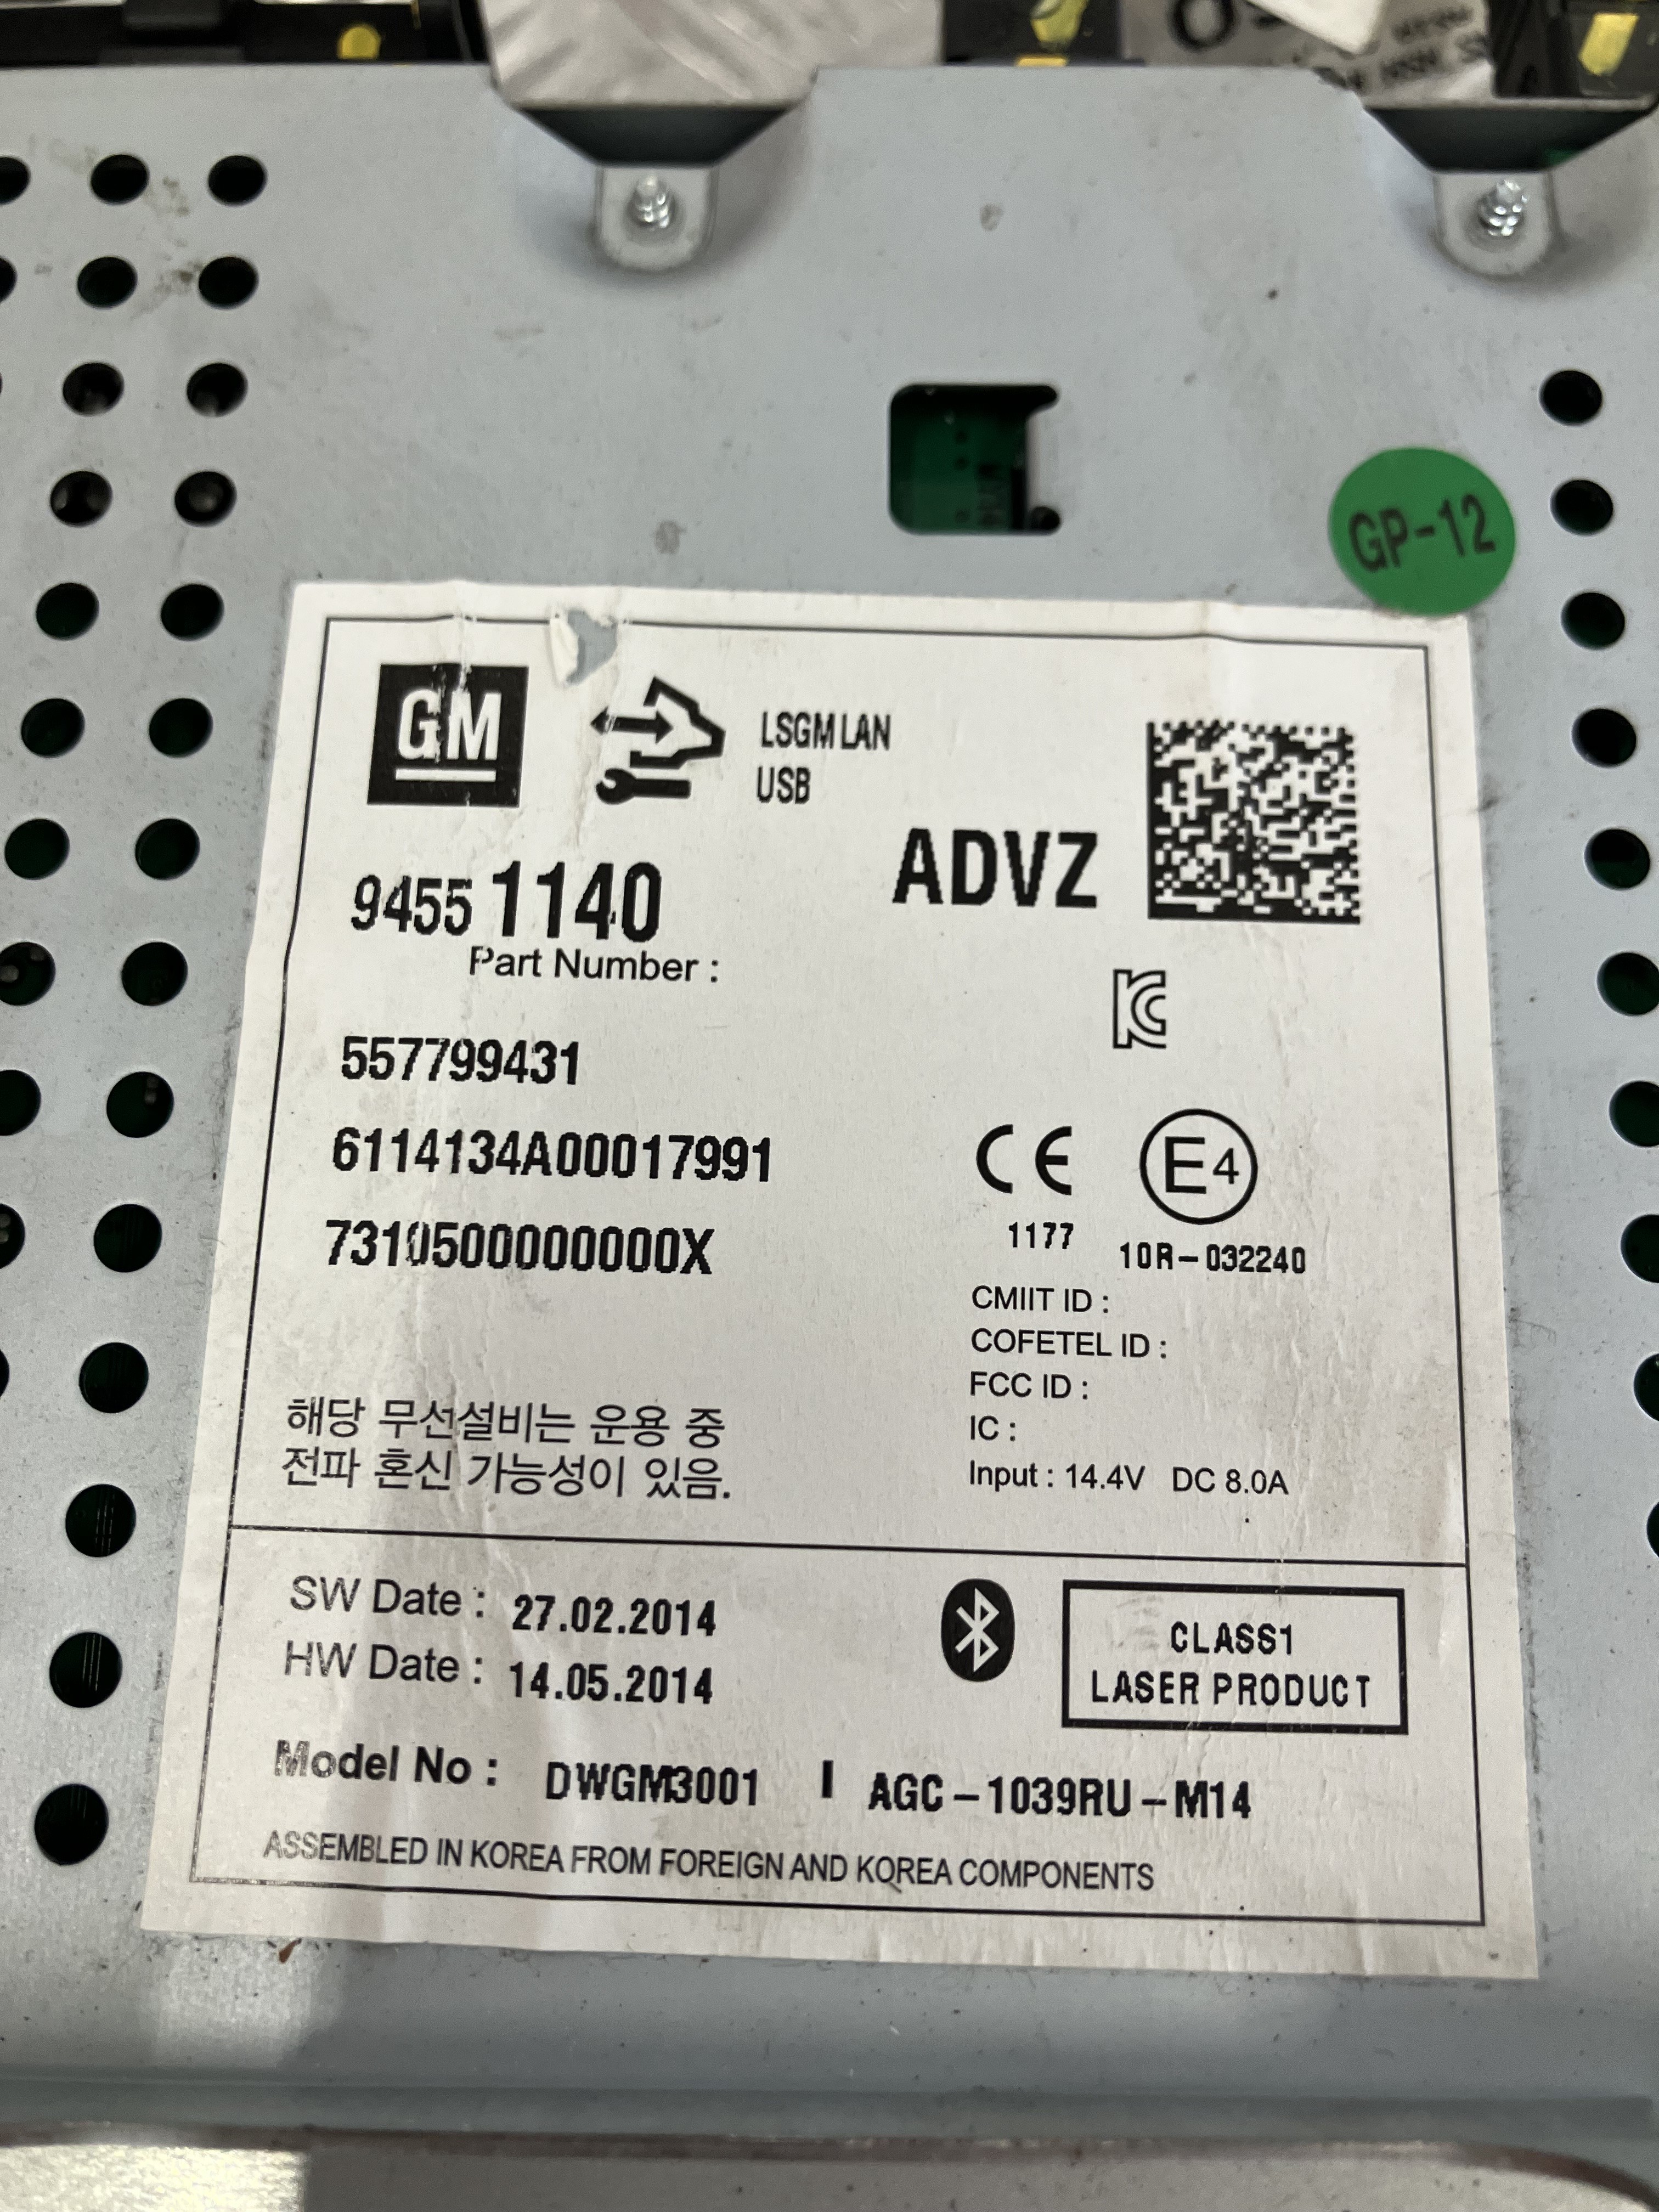 GP-12
GM
LSGMLAN
USB
ADVZ
9455 1140
Part Number :
557799431
6114134A00017991
7310500000000X
CE
1177
E4
10R-032240
CMIIT ID :
COFETEL ID :
FCC ID :
IC :
Input : 14.4V DC 8.0A
해당 무선설비는 운용 중
전파 혼신 가능성이 있음.
SW Date : 27.02.2014
HW Date : 14.05.2014
CLASS1
LASER PRODUCT
Model No : DWGM3001 I AGC-1039RU-M14
ASSEMBLED IN KOREA FROM FOREIGN AND KOREA COMPONENTS